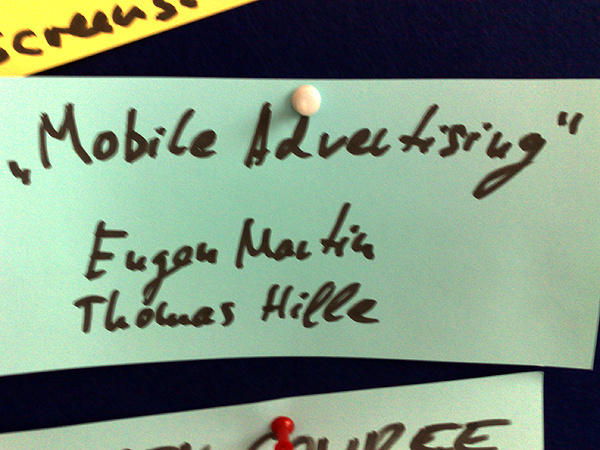 „Mobile Advertising“
Eugen Martin
Thomas Hille